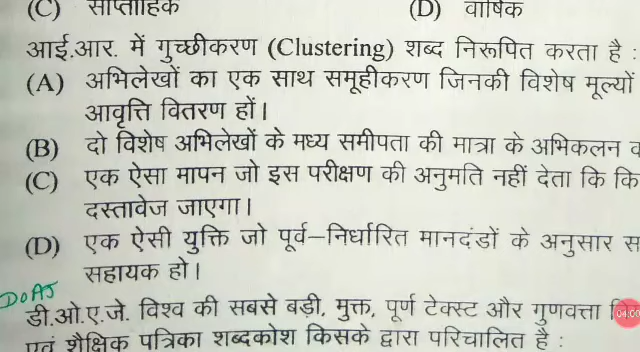 (C) साप्ताहिक (D) वार्षिक
आई.आर. में गुच्छीकरण (Clustering) शब्द निरूपित करता है :
(A) अभिलेखों का एक साथ समूहीकरण जिनकी विशेष मूल्यों
आवृत्ति वितरण हों।
(B) दो विशेष अभिलेखों के मध्य समीपता की मात्रा के अभिकलन
(C) एक ऐसा मापन जो इस परीक्षण की अनुमति नहीं देता कि कि
दस्तावेज जाएगा।
(D) एक ऐसी युक्ति जो पूर्व–निर्धारित मानदंडों के अनुसार स
सहायक हो।
DOAJ
डी.ओ.ए.जे. विश्व की सबसे बड़ी, मुक्त, पूर्ण टेक्स्ट और गुणवत्ता
04:00
एवं शैक्षिक पत्रिका शब्दकोश किसके द्वारा परिचालित है :